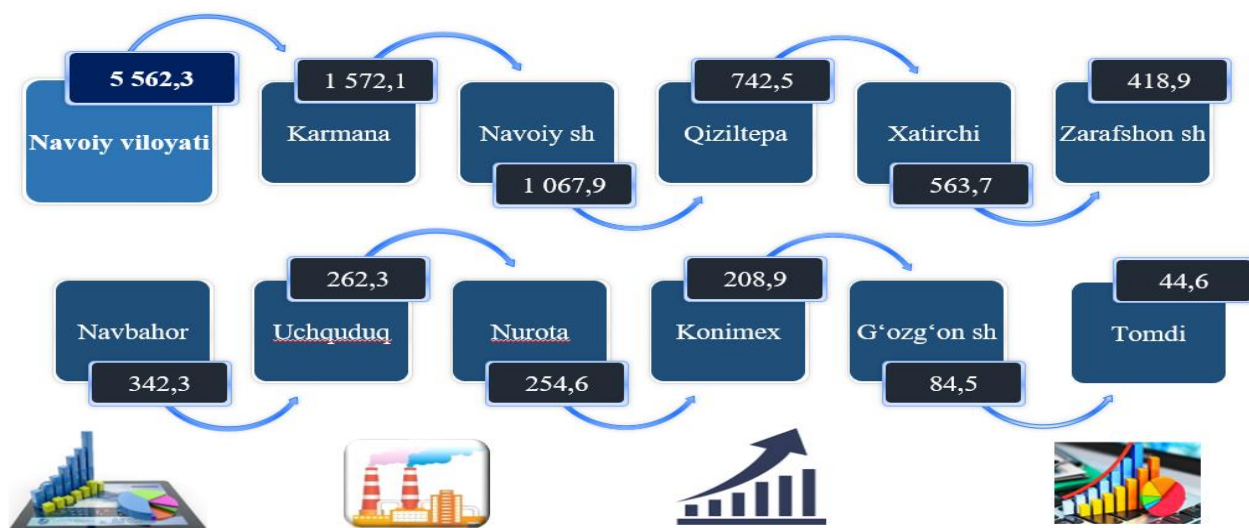 5 562,3
Navoiy viloyati
1 572,1
Karmana
Navoiy sh
1 067,9
742,5
Qiziltepa
Xatirchi
563,7
418,9
Zarafshon sh
Navbahor
342,3
262,3
Uchquduq
Nurota
254,6
208,9
Konimex
G‘ozg‘on sh
84,5
44,6
Tomdi